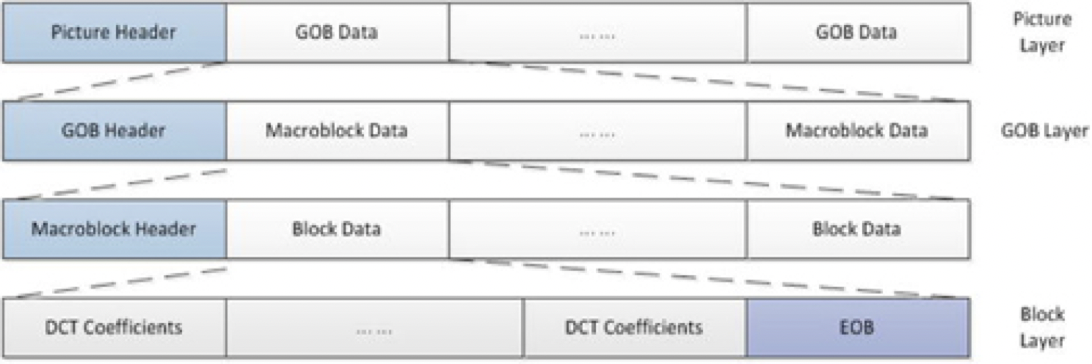 Picture Header GOB Data ... ... GOB Data Picture
Layer
GOB Header Macroblock Data ... ... Macroblock Data GOB Layer
Macroblock Header Block Data ... ... Block Data
DCT Coefficients ... ... DCT Coefficients EOB Block
Layer